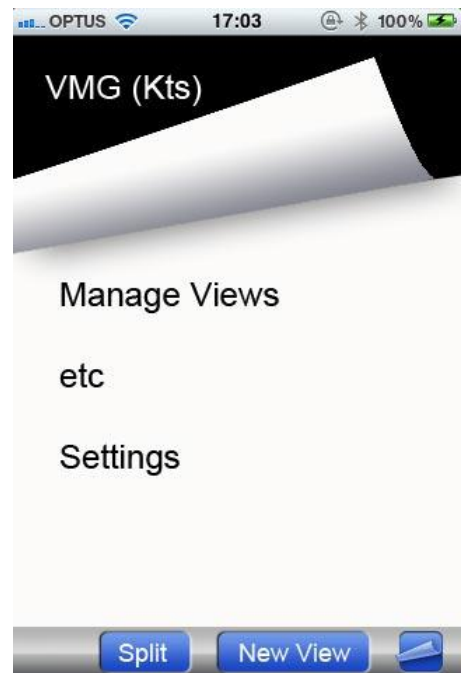 OPTUS 17:03 100%
VMG (Kts)
Manage Views
etc
Settings
Split New View